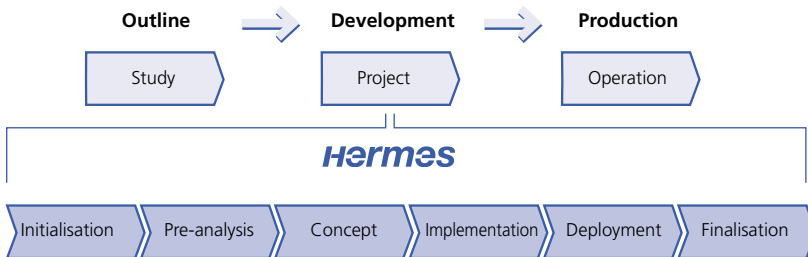 Outline Development Production
Study Project Operation
Hermes
Initialisation Pre-analysis Concept Implementation Deployment Finalisation